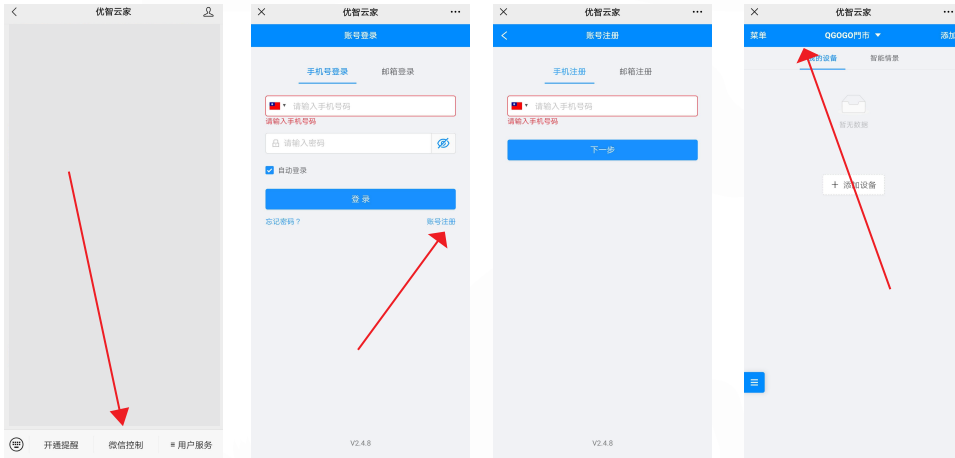 优智云家
开通提醒
微信控制
用户服务
优智云家
账号登录
手机号登录
邮箱登录
请输入手机号码
请输入手机号码
请输入密码
自动登录
登 录
忘记密码？
账号注册
V2.4.8
优智云家
账号注册
手机注册
邮箱注册
请输入手机号码
请输入手机号码
下一步
V2.4.8
优智云家
菜单
QGOGO門市
添加
我的设备
智能情景
暂无数据
+ 添加设备